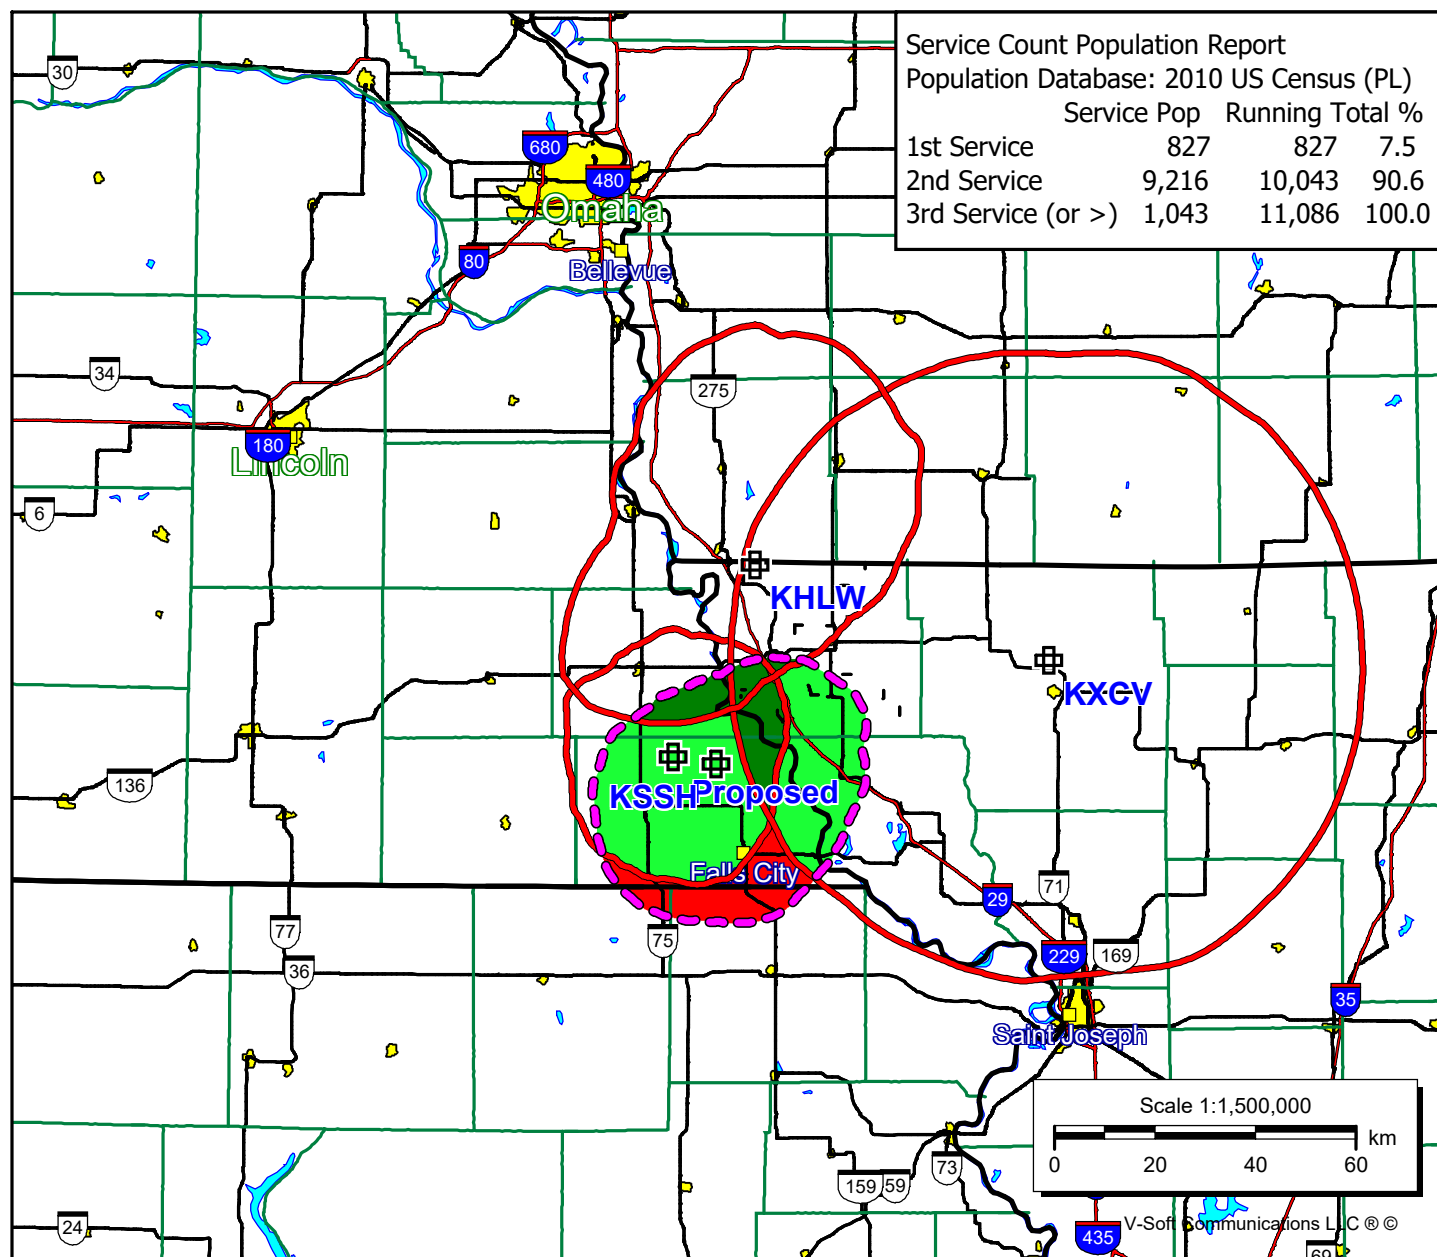 Service Count Population Report
Population Database: 2010 US Census (PL)
Service Pop Running Total %
1st Service 827 827 7.5
2nd Service 9,216 10,043 90.6
3rd Service (or >) 1,043 11,086 100.0
30
680
480
Omaha
80
Bellevue
34
275
180
Lincoln
6
KHLW
KXCV
136
KSSH
Proposed
Falls City
71
29
77
75
229
169
36
35
Saint Joseph
Scale 1:1,500,000
km
0 20 40 60
73
159
59
24
V-Soft Communications LLC ® ©
435
69